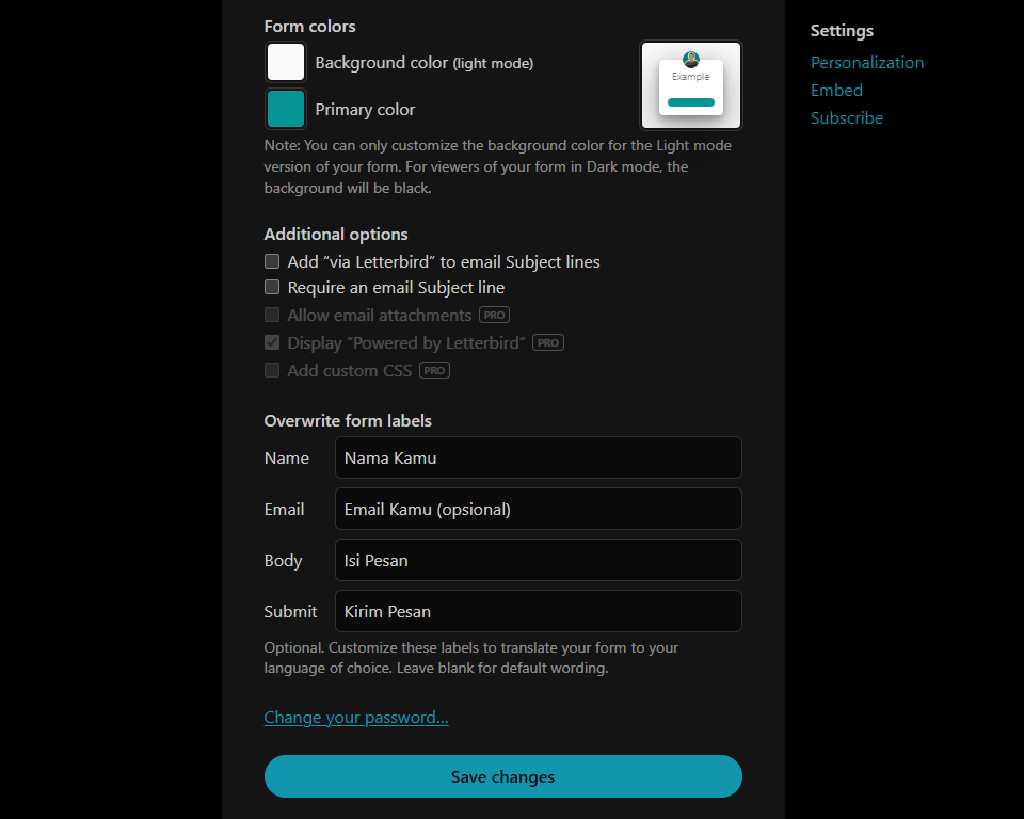 Form colors
Background color (light mode)
Primary color
Example
Note: You can only customize the background color for the Light mode
version of your form. For viewers of your form in Dark mode, the
background will be black.
Additional options
Add “via Letterbird” to email Subject lines
Require an email Subject line
Allow email attachments PRO
Display “Powered by Letterbird” PRO
Add custom CSS PRO
Overwrite form labels
Name Nama Kamu
Email Email Kamu (opsional)
Body Isi Pesan
Submit Kirim Pesan
Optional. Customize these labels to translate your form to your
language of choice. Leave blank for default wording.
Change your password...
Save changes
Settings
Personalization
Embed
Subscribe